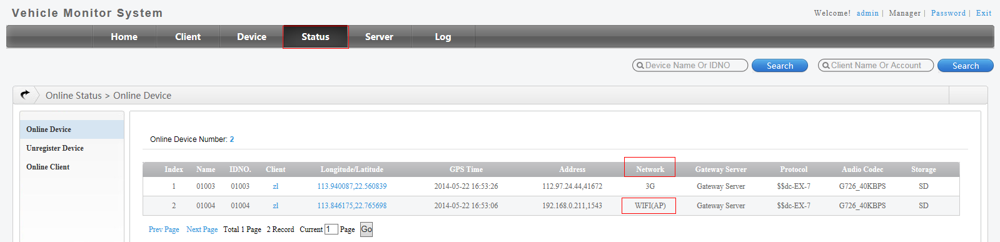 Vehicle Monitor System
Welcome! admin | Manager | Password | Exit
Home Client Device Status Server Log
Device Name Or IDNO Search Client Name Or Account Search
Online Status > Online Device
Online Device
Unregister Device
Online Client
Online Device Number: 2
Index Name IDNO. Client Longitude/Latitude GPS Time Address Network Gateway Server Protocol Audio Codec Storage
1 01003 01003 zl 113.940087,22.560839 2014-05-22 16:53:26 112.97.24.44,41672 3G Gateway Server $$dc-EX-7 G726_40KBPS SD
2 01004 01004 zl 113.846175,22.765698 2014-05-22 16:53:06 192.168.0.211,1543 WIFI(AP) Gateway Server $$dc-EX-7 G726_40KBPS SD
Prev Page Next Page Total 1 Page 2 Record Current 1 Page Go